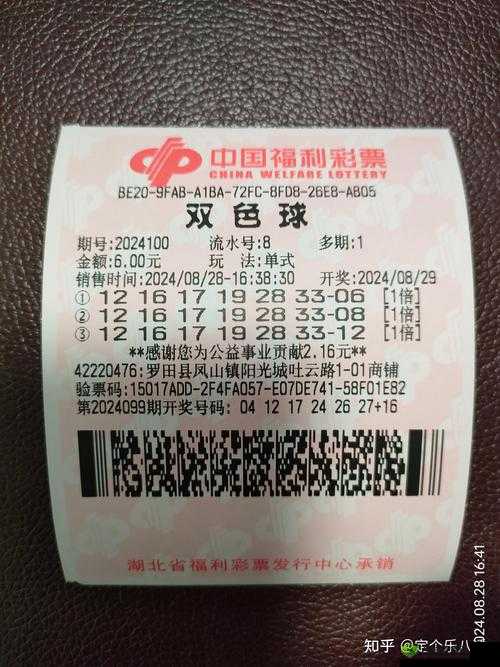 中国福利彩票
CHINA WELFARE LOTTERY
BE20-9FAB-A1BA-72FC-8FD8-26E8-AB05
双色球
期号:2024100 流水号:8 多期:1
金额:6.00元 玩 法:单式
销售时间:2024/08/28-16:38:30 开奖:2024/08/29
① 12 16 17 19 28 33-06 [1倍]
② 12 16 17 19 28 33-08 [1倍]
③ 12 16 17 19 28 33-12 [1倍]
**感谢您为公益事业贡献2.16元**
42220476:罗田县凤山镇阳光城吐云路1-01商铺
验票码:15017ADD-2F4FA057-E07DE741-58F01E82
第2024099期开奖号码: 04 12 17 24 26 27+16
湖北省福利彩票发行中心承销
024.08.28 16:41
知乎 @定个乐八